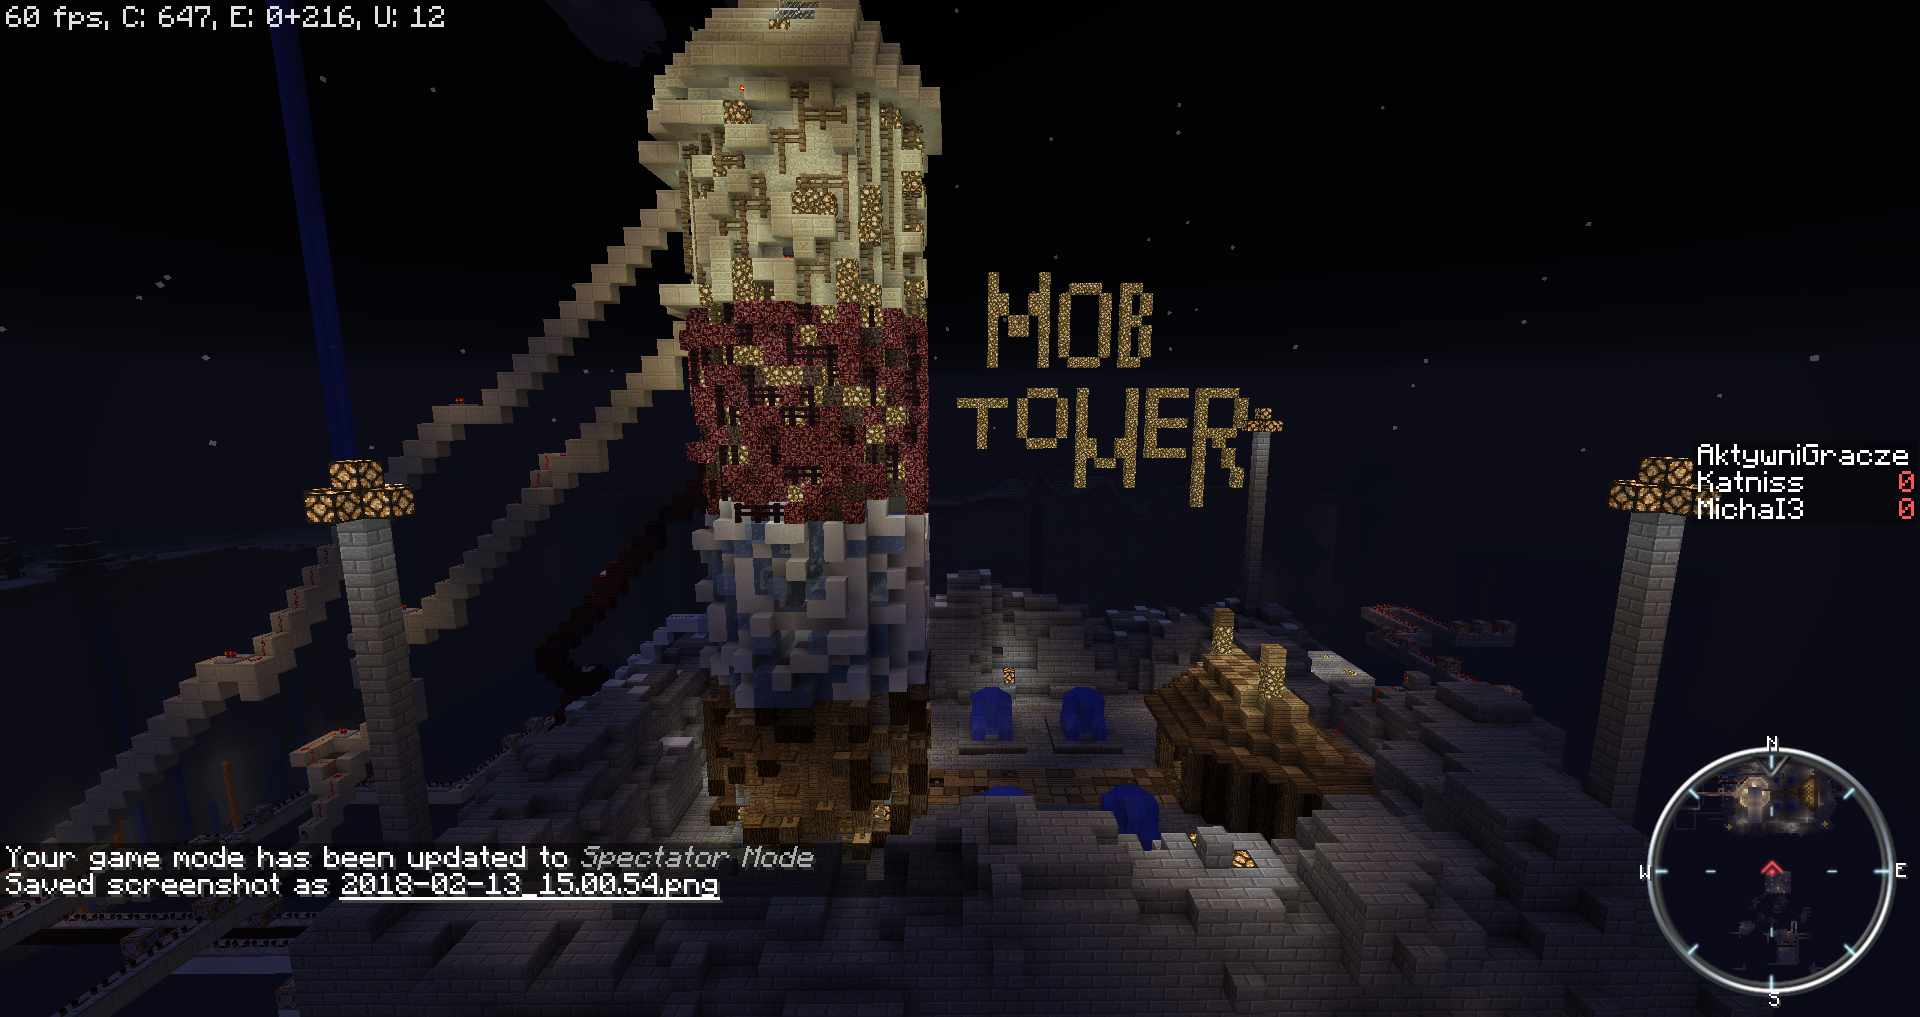 60 fps, C: 647, E: 0+216, U: 12
MOB
TOWER
AktywniGracze
Katniss 0
MichaI3 0
N
W E
S
Your game mode has been updated to Spectator Mode
Saved screenshot as 2018-02-13_15.00.54.png